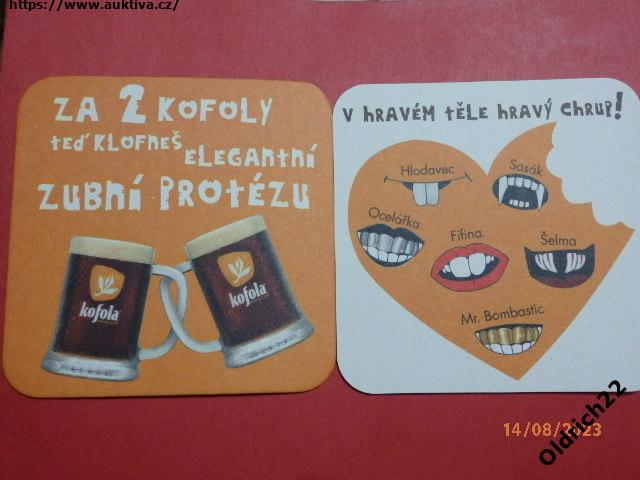 https://www.auktiva.cz/
ZA 2 KOFOLY
TEĎ KLOFNEŠ
ELEGANTNÍ
ZUBNÍ PROTÉZU
kofola
kofola
V HRAVÉM TĚLE HRAVÝ CHRUP!
Hlodavec
Sosák
Ocelářka
Fifina
Šelma
Mr. Bombastic
14/08/2023
Oldrich22